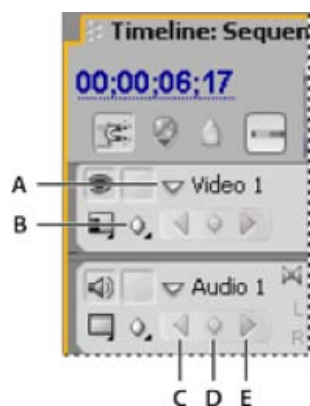 Timeline: Sequen
00;00;06;17
A
Video 1
B
Audio 1
L
R
C D E